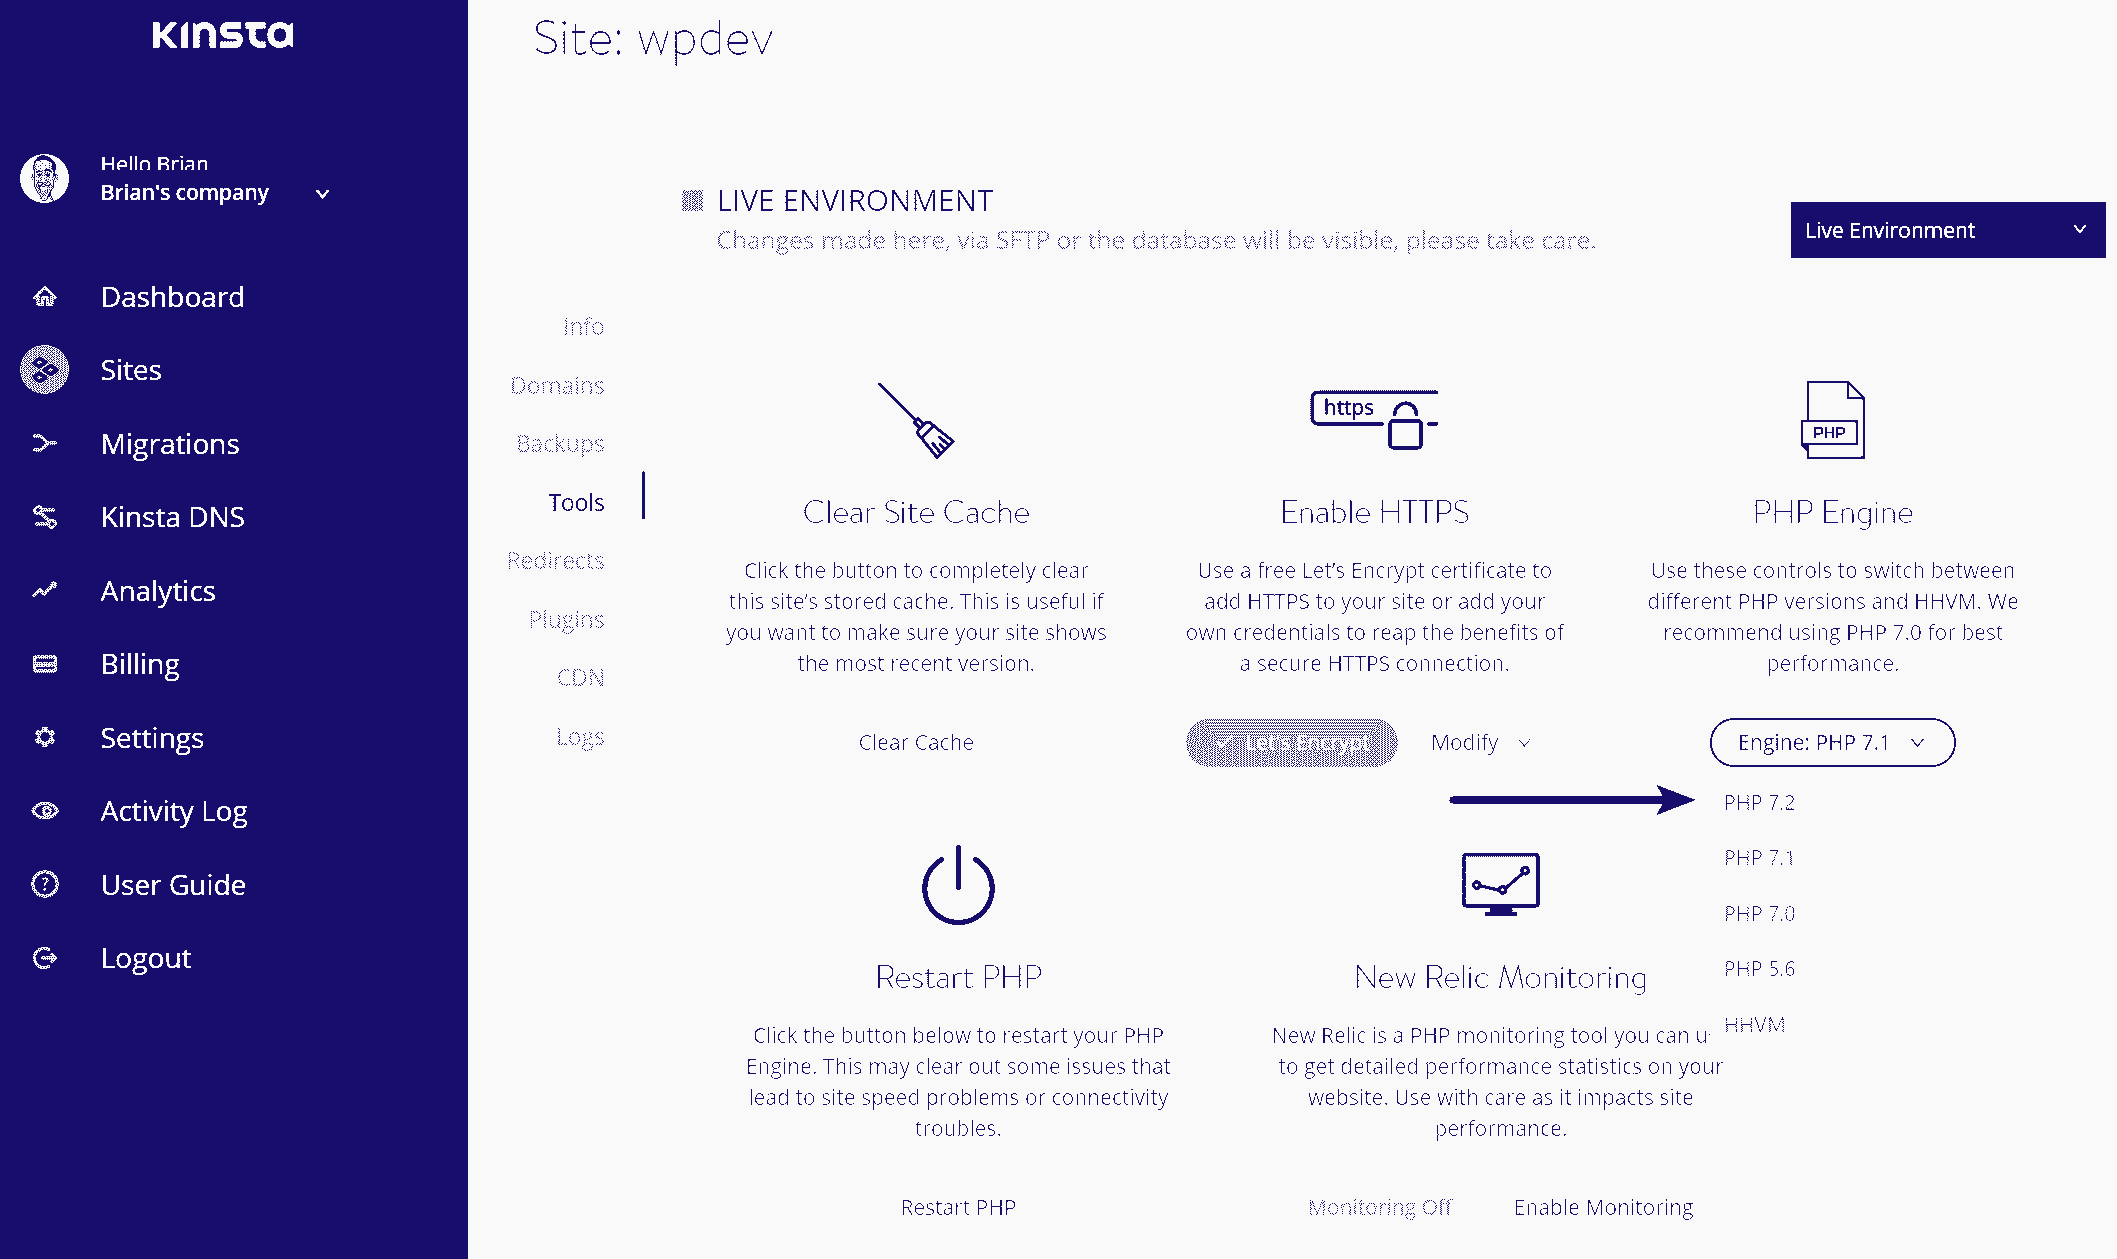 Kinsta
Hello Brian
Brian's company
Dashboard
Sites
Migrations
Kinsta DNS
Analytics
Billing
Settings
Activity Log
User Guide
Logout
Site: wpdev
LIVE ENVIRONMENT
Changes made here, via SFTP or the database will be visible, please take care.
Live Environment
Info
Domains
Backups
Tools
Redirects
Plugins
CDN
Logs
Clear Site Cache
Click the button to completely clear
this site’s stored cache. This is useful if
you want to make sure your site shows
the most recent version.
Clear Cache
https
Enable HTTPS
Use a free Let’s Encrypt certificate to
add HTTPS to your site or add your
own credentials to reap the benefits of
a secure HTTPS connection.
Let's Encrypt
Modify
PHP
PHP Engine
Use these controls to switch between
different PHP versions and HHVM. We
recommend using PHP 7.0 for best
performance.
Engine: PHP 7.1
PHP 7.2
PHP 7.1
PHP 7.0
PHP 5.6
HHVM
Restart PHP
Click the button below to restart your PHP
Engine. This may clear out some issues that
lead to site speed problems or connectivity
troubles.
Restart PHP
New Relic Monitoring
New Relic is a PHP monitoring tool you can
to get detailed performance statistics on your
website. Use with care as it impacts site
performance.
Monitoring Off
Enable Monitoring